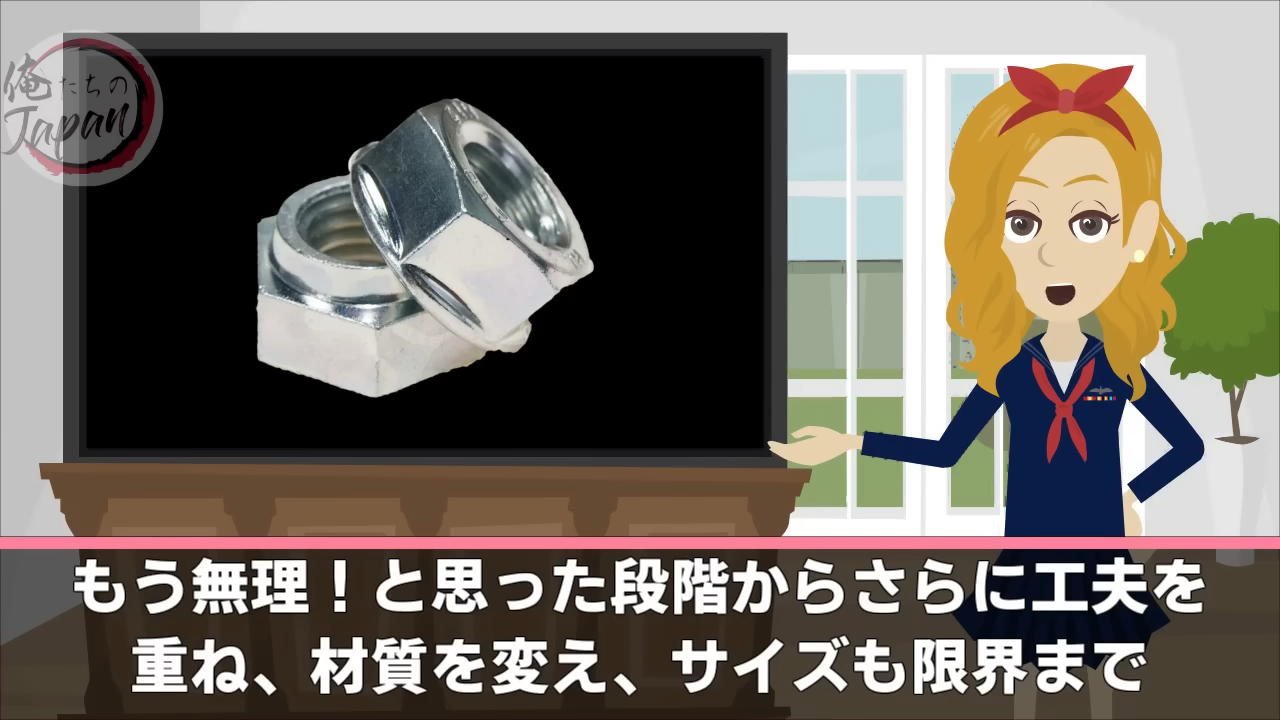 俺たちの
Japan
もう無理！と思った段階からさらに工夫を
重ね、材質を変え、サイズも限界まで